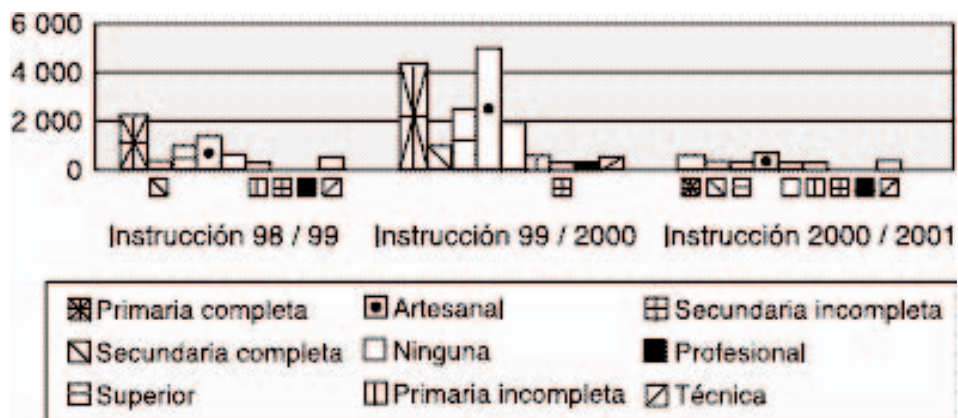 6 000
4 000
2 000
0
Instrucción 98 / 99 Instrucción 99 / 2000 Instrucción 2000 / 2001
Primaria completa Artesanal Secundaria incompleta
Secundaria completa Ninguna Profesional
Superior Primaria incompleta Técnica